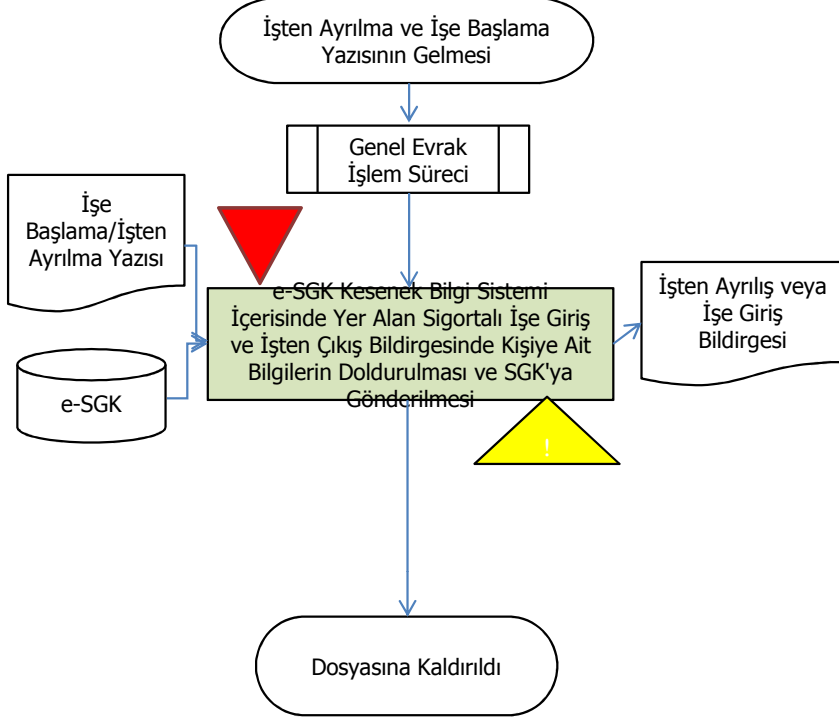 İşten Ayrılma ve İşe Başlama
Yazısının Gelmesi
Genel Evrak
İşlem Süreci
İşe
Başlama/İşten
Ayrılma Yazısı
e-SGK Kesenek Bilgi Sistemi
İçerisinde Yer Alan Sigortalı İşe Giriş
ve İşten Çıkış Bildirgesinde Kişiye Ait
Bilgilerin Doldurulması ve SGK'ya
Gönderilmesi
İşten Ayrılış veya
İşe Giriş
Bildirgesi
e-SGK
!
Dosyasına Kaldırıldı